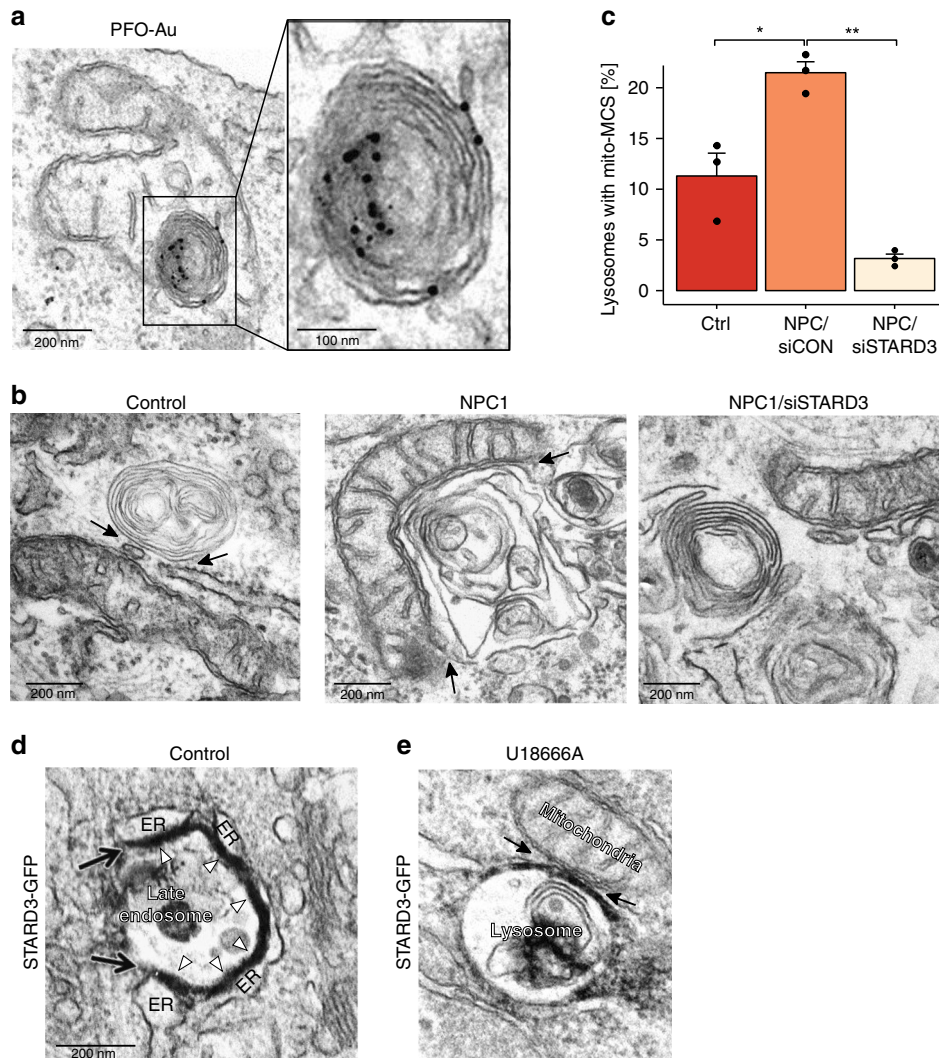 a
PFO-Au
200 nm
100 nm
c
Lysosomes with mito-MCS [%]
20
15
10
5
0
*
**
Ctrl
NPC/
siCON
NPC/
siSTARD3
b
Control
NPC1
NPC1/siSTARD3
200 nm
200 nm
200 nm
d
Control
STARD3-GFP
ER
ER
Late
endosome
ER
ER
200 nm
e
U18666A
STARD3-GFP
Mitochondria
Lysosome